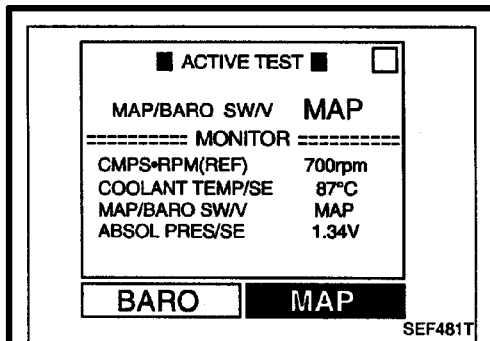 ■ ACTIVE TEST ■ □
MAP/BARO SW/V MAP
========== MONITOR ==========
CMPS•RPM(REF) 700rpm
COOLANT TEMP/SE 87°C
MAP/BARO SW/V MAP
ABSOL PRES/SE 1.34V
BARO MAP
SEF481T